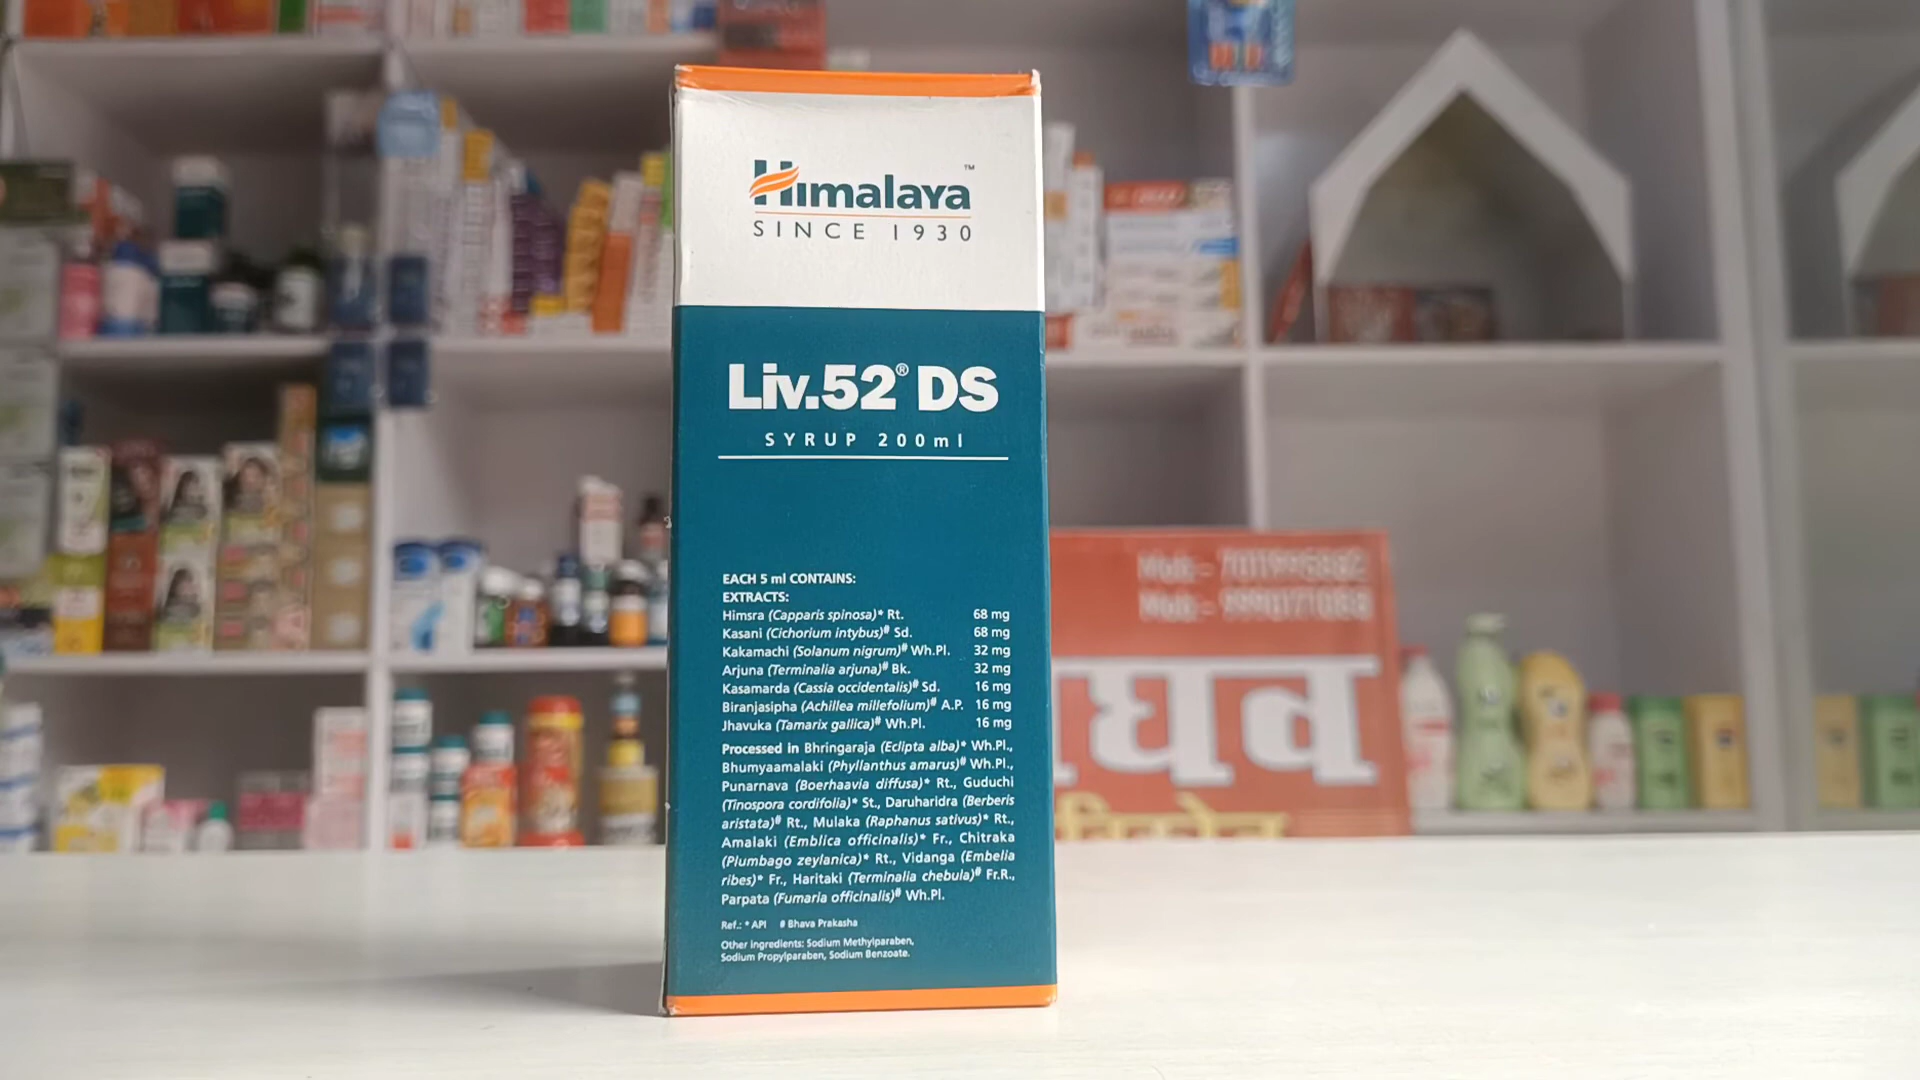 Himalaya™
SINCE 1930
Liv.52® DS
SYRUP 200ml
EACH 5 ml CONTAINS:
EXTRACTS:
Himsra (Capparis spinosa)* Rt. 68 mg
Kasani (Cichorium intybus)# Sd. 68 mg
Kakamachi (Solanum nigrum)# Wh.Pl. 32 mg
Arjuna (Terminalia arjuna)# Bk. 32 mg
Kasamarda (Cassia occidentalis)# Sd. 16 mg
Biranjasipha (Achillea millefolium)# A.P. 16 mg
Jhavuka (Tamarix gallica)# Wh.Pl. 16 mg
Processed in Bhringaraja (Eclipta alba)* Wh.Pl.,
Bhumyaamalaki (Phyllanthus amarus)# Wh.Pl.,
Punarnava (Boerhaavia diffusa)* Rt., Guduchi
(Tinospora cordifolia)* St., Daruharidra (Berberis
aristata)# Rt., Mulaka (Raphanus sativus)* Rt.,
Amalaki (Emblica officinalis)* Fr., Chitraka
(Plumbago zeylanica)* Rt., Vidanga (Embelia
ribes)* Fr., Haritaki (Terminalia chebula)# Fr.R.,
Parpata (Fumaria officinalis)# Wh.Pl.
Ref.: * API # Bhava Prakasha
Other ingredients: Sodium Methylparaben,
Sodium Propylparaben, Sodium Benzoate.
घव